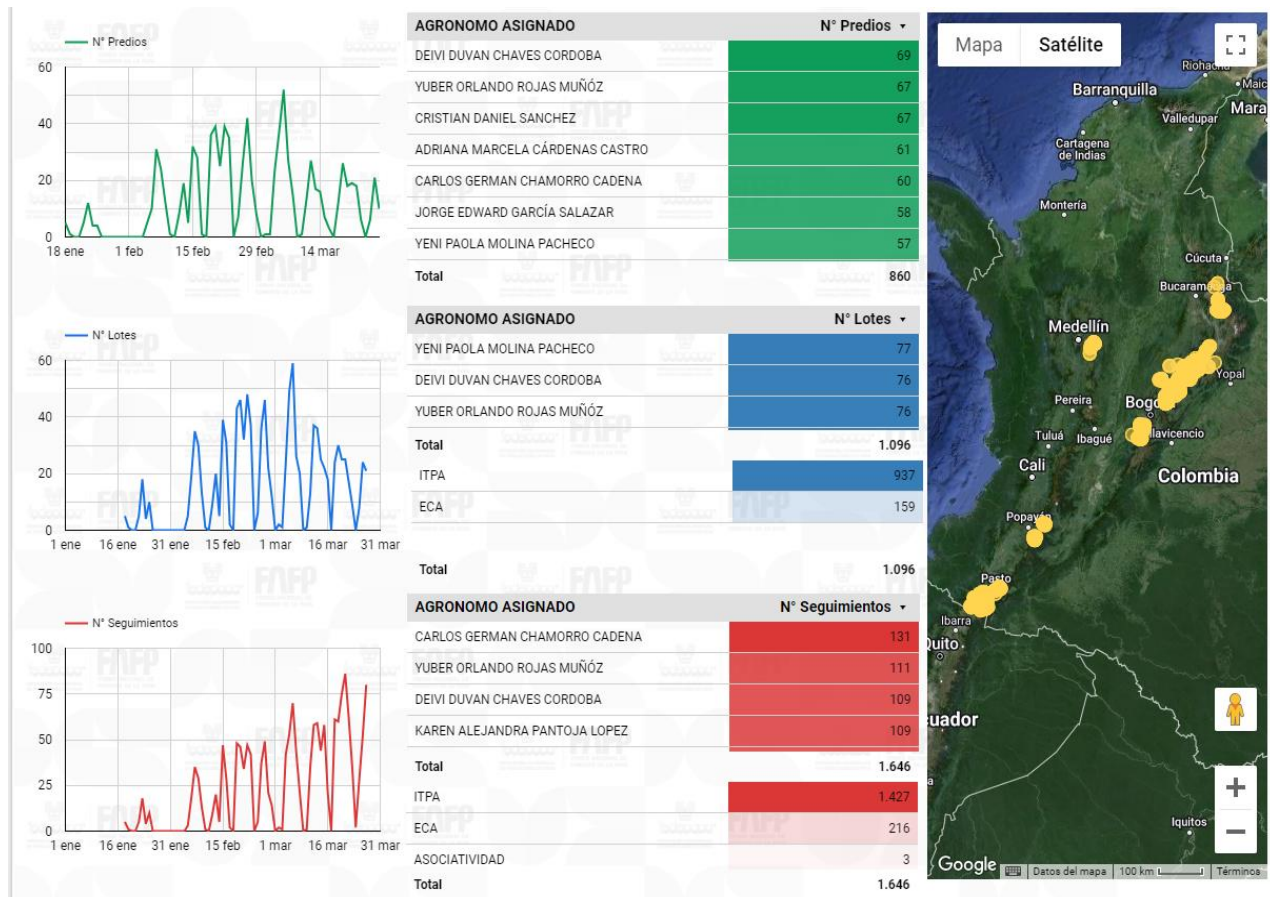 N° Predios
60
40
20
0
18 ene 1 feb 15 feb 29 feb 14 mar
AGRONOMO ASIGNADO N° Predios
DEIVI DUVAN CHAVES CORDOBA 69
YUBER ORLANDO ROJAS MUÑÓZ 67
CRISTIAN DANIEL SANCHEZ 67
ADRIANA MARCELA CÁRDENAS CASTRO 61
CARLOS GERMAN CHAMORRO CADENA 60
JORGE EDWARD GARCÍA SALAZAR 58
YENI PAOLA MOLINA PACHECO 57
Total 860
N° Lotes
60
40
20
0
1 ene 16 ene 31 ene 15 feb 1 mar 16 mar 31 mar
AGRONOMO ASIGNADO N° Lotes
YENI PAOLA MOLINA PACHECO 77
DEIVI DUVAN CHAVES CORDOBA 76
YUBER ORLANDO ROJAS MUÑÓZ 76
Total 1.096
ITPA 937
ECA 159
Total 1.096
N° Seguimientos
100
75
50
25
0
1 ene 16 ene 31 ene 15 feb 1 mar 16 mar 31 mar
AGRONOMO ASIGNADO N° Seguimientos
CARLOS GERMAN CHAMORRO CADENA 131
YUBER ORLANDO ROJAS MUÑÓZ 111
DEIVI DUVAN CHAVES CORDOBA 109
KAREN ALEJANDRA PANTOJA LOPEZ 109
Total 1.646
ITPA 1.427
ECA 216
ASOCIATIVIDAD 3
Total 1.646
Mapa Satélite
Barranquilla
Valledupar
Mara
Cartagena
de Indias
Montería
Cúcuta
Medellín
Yopal
Pereira
Bogo
Tuluá
Ibagué
lavicencio
Cali
Colombia
Popayán
Pasto
Ibarra
Quito
cuador
Iquitos
Google
Datos del mapa
100 km
Términos
FNFP